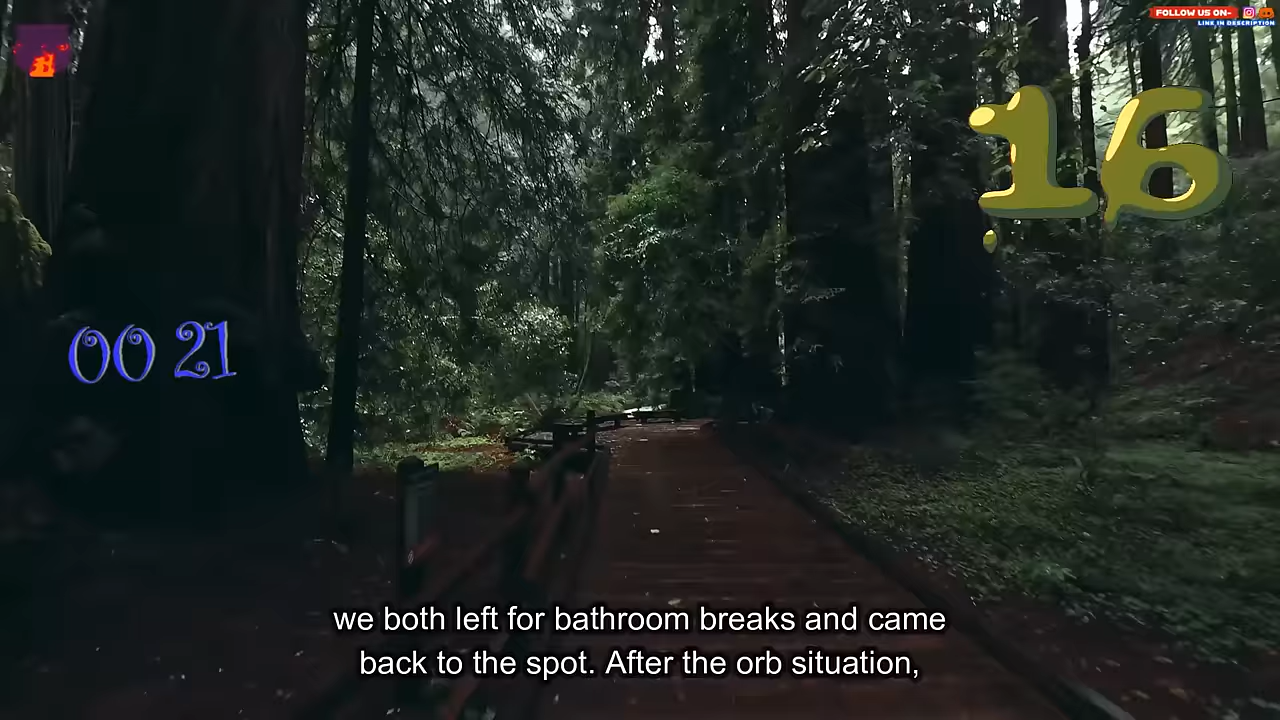 FOLLOW US ON-
LINK IN DESCRIPTION
16
00 21
we both left for bathroom breaks and came
back to the spot. After the orb situation,